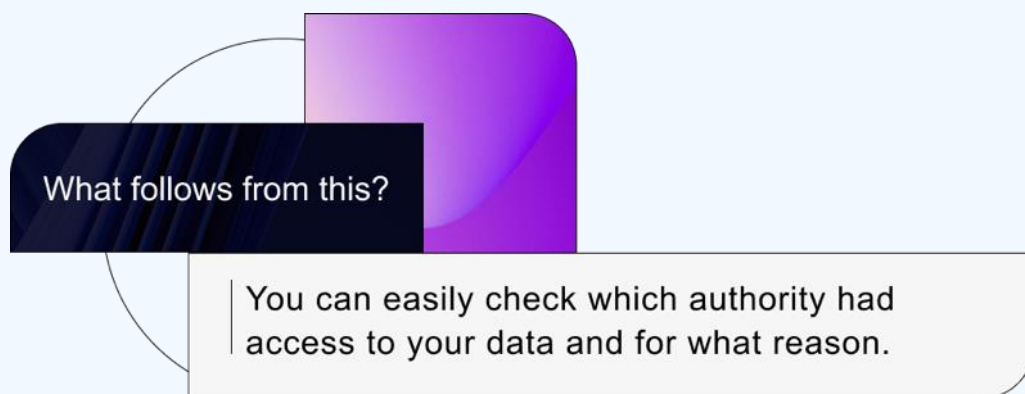 What follows from this?
You can easily check which authority had
access to your data and for what reason.